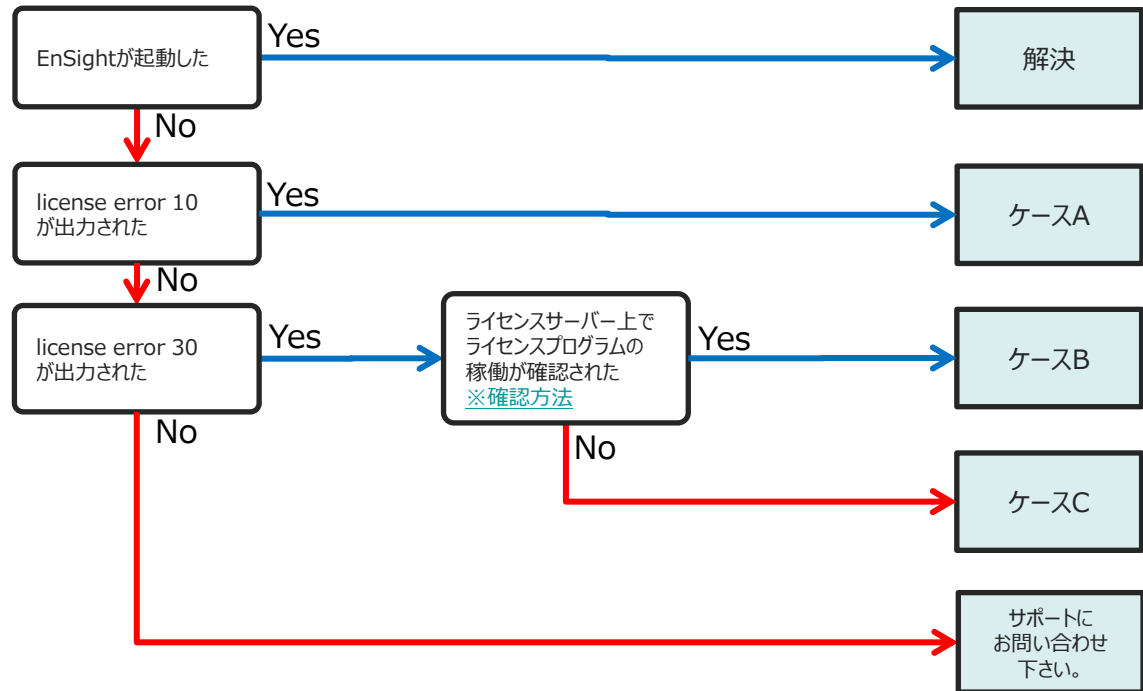 EnSightが起動した
Yes
解決
No
license error 10
が出力された
Yes
ケースA
No
license error 30
が出力された
Yes
ライセンスサーバー上で
ライセンスプログラムの
稼働が確認された
※確認方法
Yes
ケースB
No
No
ケースC
サポートに
お問い合わせ
下さい。